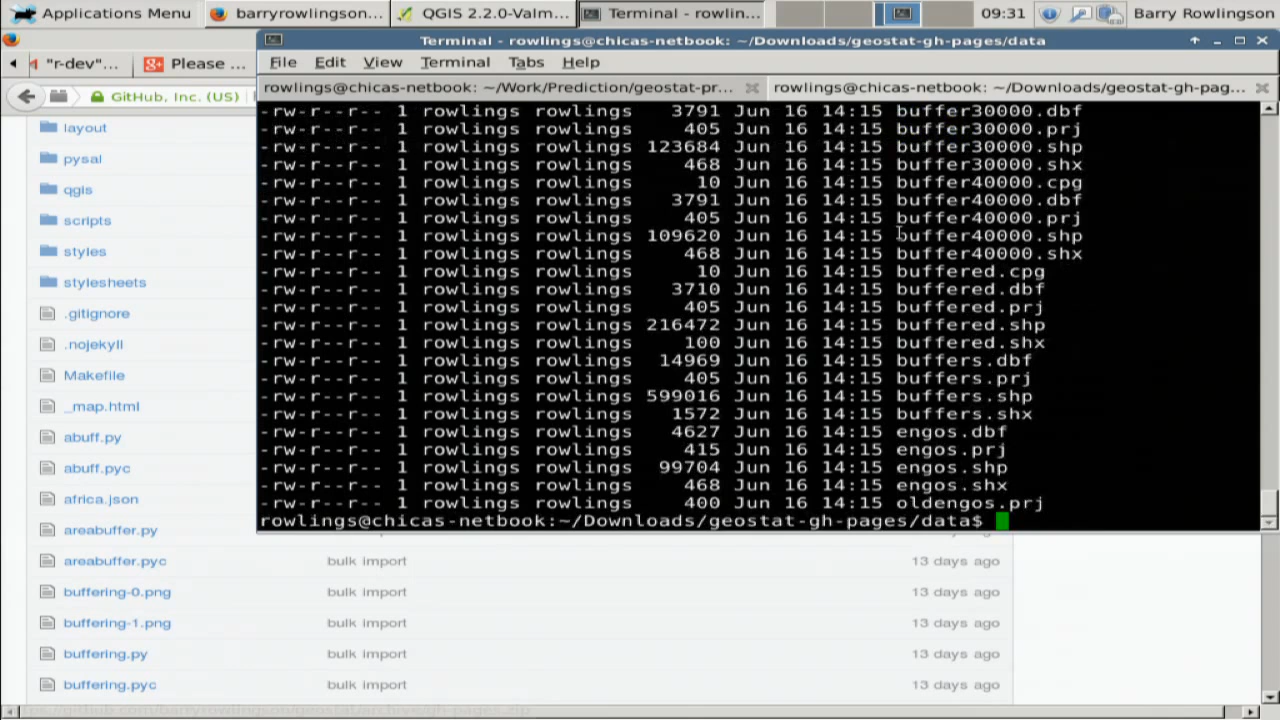 Applications Menu barryrowlingson... QGIS 2.2.0-Valm... Terminal - rowlin... 09:31 Barry Rowlingson
Terminal - rowlings@chicas-netbook: ~/Downloads/geostat-gh-pages/data
"r-dev"... Please ...
File Edit View Terminal Tabs Help
rowlings@chicas-netbook: ~/Work/Prediction/geostat-pr... rowlings@chicas-netbook: ~/Downloads/geostat-gh-pag...
GitHub, Inc. (US)
-rw-r--r-- 1 rowlings rowlings 3791 Jun 16 14:15 buffer30000.dbf
-rw-r--r-- 1 rowlings rowlings 405 Jun 16 14:15 buffer30000.prj
-rw-r--r-- 1 rowlings rowlings 123684 Jun 16 14:15 buffer30000.shp
-rw-r--r-- 1 rowlings rowlings 468 Jun 16 14:15 buffer30000.shx
-rw-r--r-- 1 rowlings rowlings 10 Jun 16 14:15 buffer40000.cpg
-rw-r--r-- 1 rowlings rowlings 3791 Jun 16 14:15 buffer40000.dbf
-rw-r--r-- 1 rowlings rowlings 405 Jun 16 14:15 buffer40000.prj
-rw-r--r-- 1 rowlings rowlings 109620 Jun 16 14:15 buffer40000.shp
-rw-r--r-- 1 rowlings rowlings 468 Jun 16 14:15 buffer40000.shx
-rw-r--r-- 1 rowlings rowlings 10 Jun 16 14:15 buffered.cpg
-rw-r--r-- 1 rowlings rowlings 3710 Jun 16 14:15 buffered.dbf
-rw-r--r-- 1 rowlings rowlings 405 Jun 16 14:15 buffered.prj
-rw-r--r-- 1 rowlings rowlings 216472 Jun 16 14:15 buffered.shp
-rw-r--r-- 1 rowlings rowlings 100 Jun 16 14:15 buffered.shx
-rw-r--r-- 1 rowlings rowlings 14969 Jun 16 14:15 buffers.dbf
-rw-r--r-- 1 rowlings rowlings 405 Jun 16 14:15 buffers.prj
-rw-r--r-- 1 rowlings rowlings 599016 Jun 16 14:15 buffers.shp
-rw-r--r-- 1 rowlings rowlings 1572 Jun 16 14:15 buffers.shx
-rw-r--r-- 1 rowlings rowlings 4627 Jun 16 14:15 engos.dbf
-rw-r--r-- 1 rowlings rowlings 415 Jun 16 14:15 engos.prj
-rw-r--r-- 1 rowlings rowlings 99704 Jun 16 14:15 engos.shp
-rw-r--r-- 1 rowlings rowlings 468 Jun 16 14:15 engos.shx
-rw-r--r-- 1 rowlings rowlings 400 Jun 16 14:15 oldengos.prj
rowlings@chicas-netbook:~/Downloads/geostat-gh-pages/data$
layout
pysal
qgis
scripts
styles
stylesheets
.gitignore
.nojekyll
Makefile
_map.html
abuff.py
abuff.pyc
africa.json
areabuffer.py
areabuffer.pyc bulk import 13 days ago
buffering-0.png bulk import 13 days ago
buffering-1.png bulk import 13 days ago
buffering.py bulk import 13 days ago
buffering.pyc bulk import 13 days ago